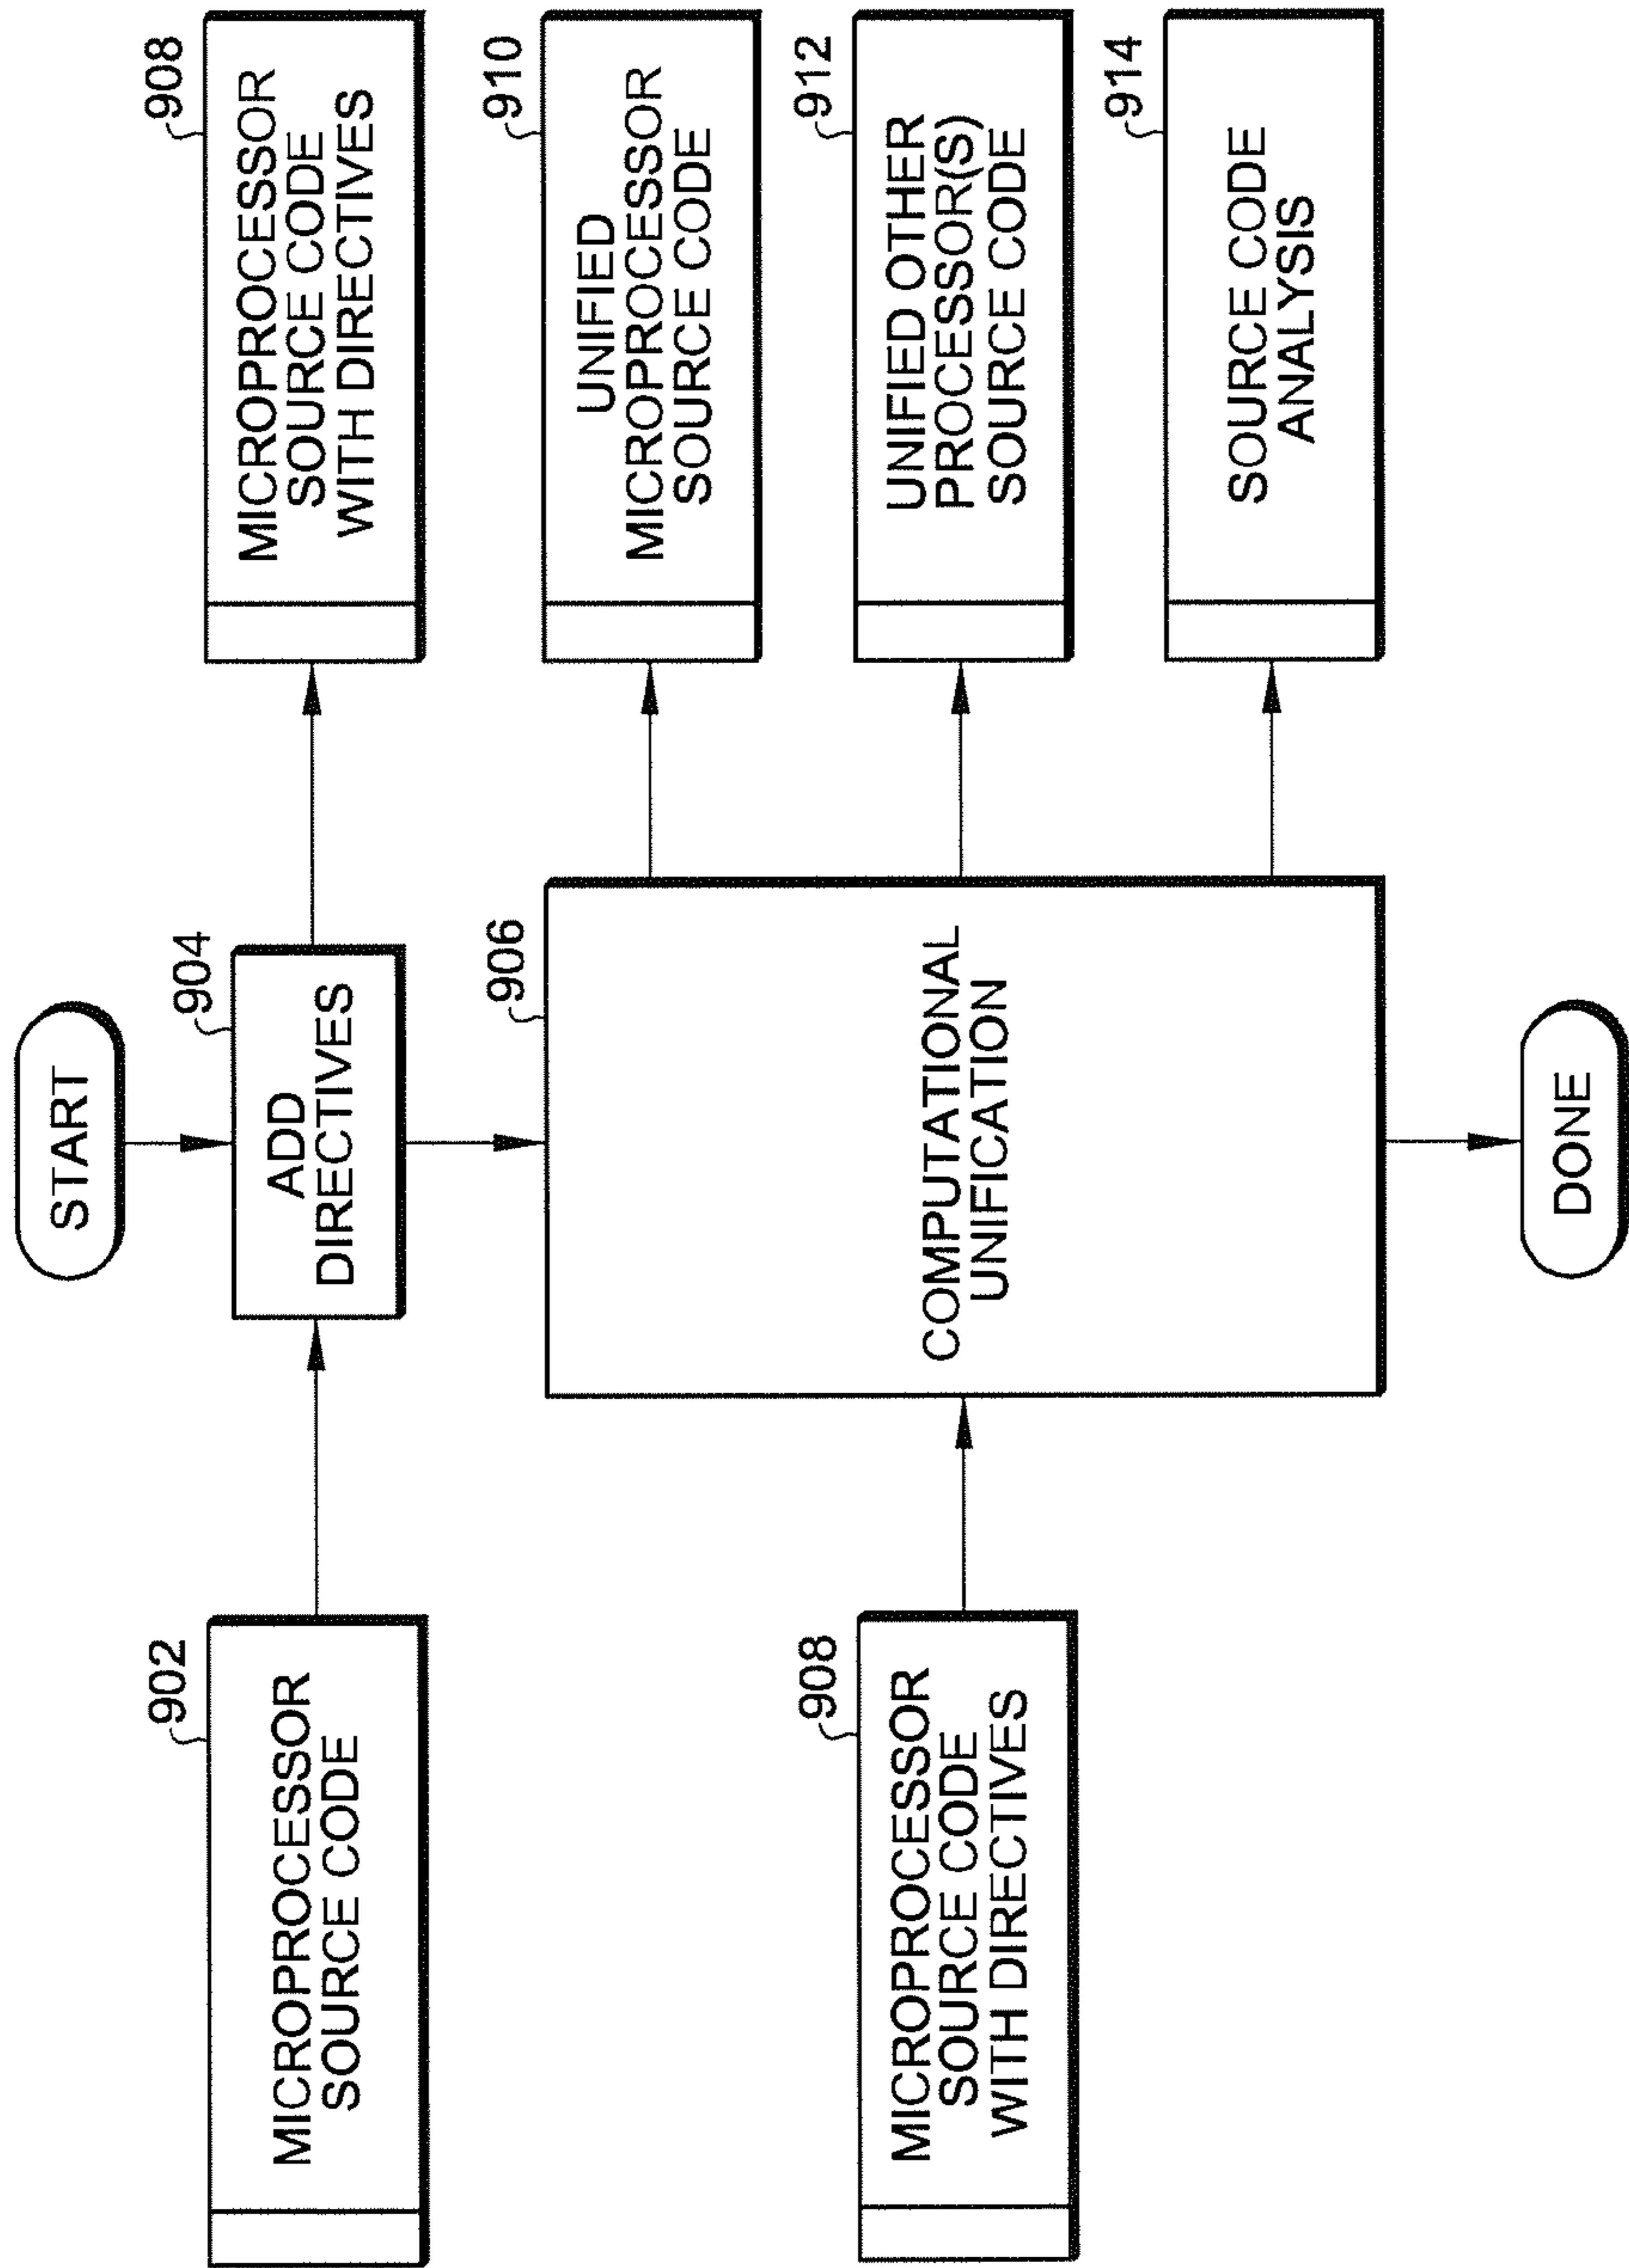 START
902
MICROPROCESSOR
SOURCE CODE
904
ADD
DIRECTIVES
908
MICROPROCESSOR
SOURCE CODE
WITH DIRECTIVES
908
MICROPROCESSOR
SOURCE CODE
WITH DIRECTIVES
906
COMPUTATIONAL
UNIFICATION
910
UNIFIED
MICROPROCESSOR
SOURCE CODE
912
UNIFIED OTHER
PROCESSOR(S)
SOURCE CODE
914
SOURCE CODE
ANALYSIS
DONE